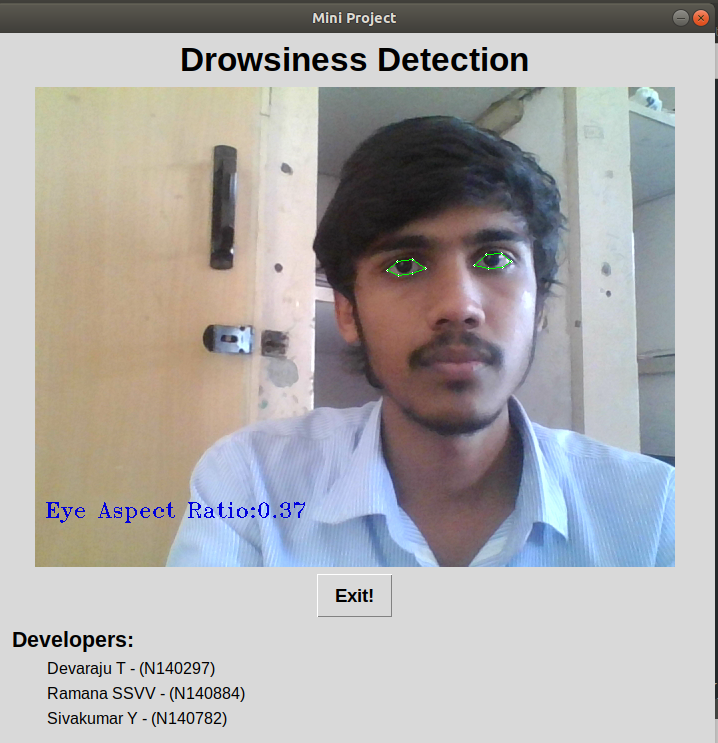 Mini Project
Drowsiness Detection
Eye Aspect Ratio:0.37
Exit!
Developers:
Devaraju T - (N140297)
Ramana SSVV - (N140884)
Sivakumar Y - (N140782)